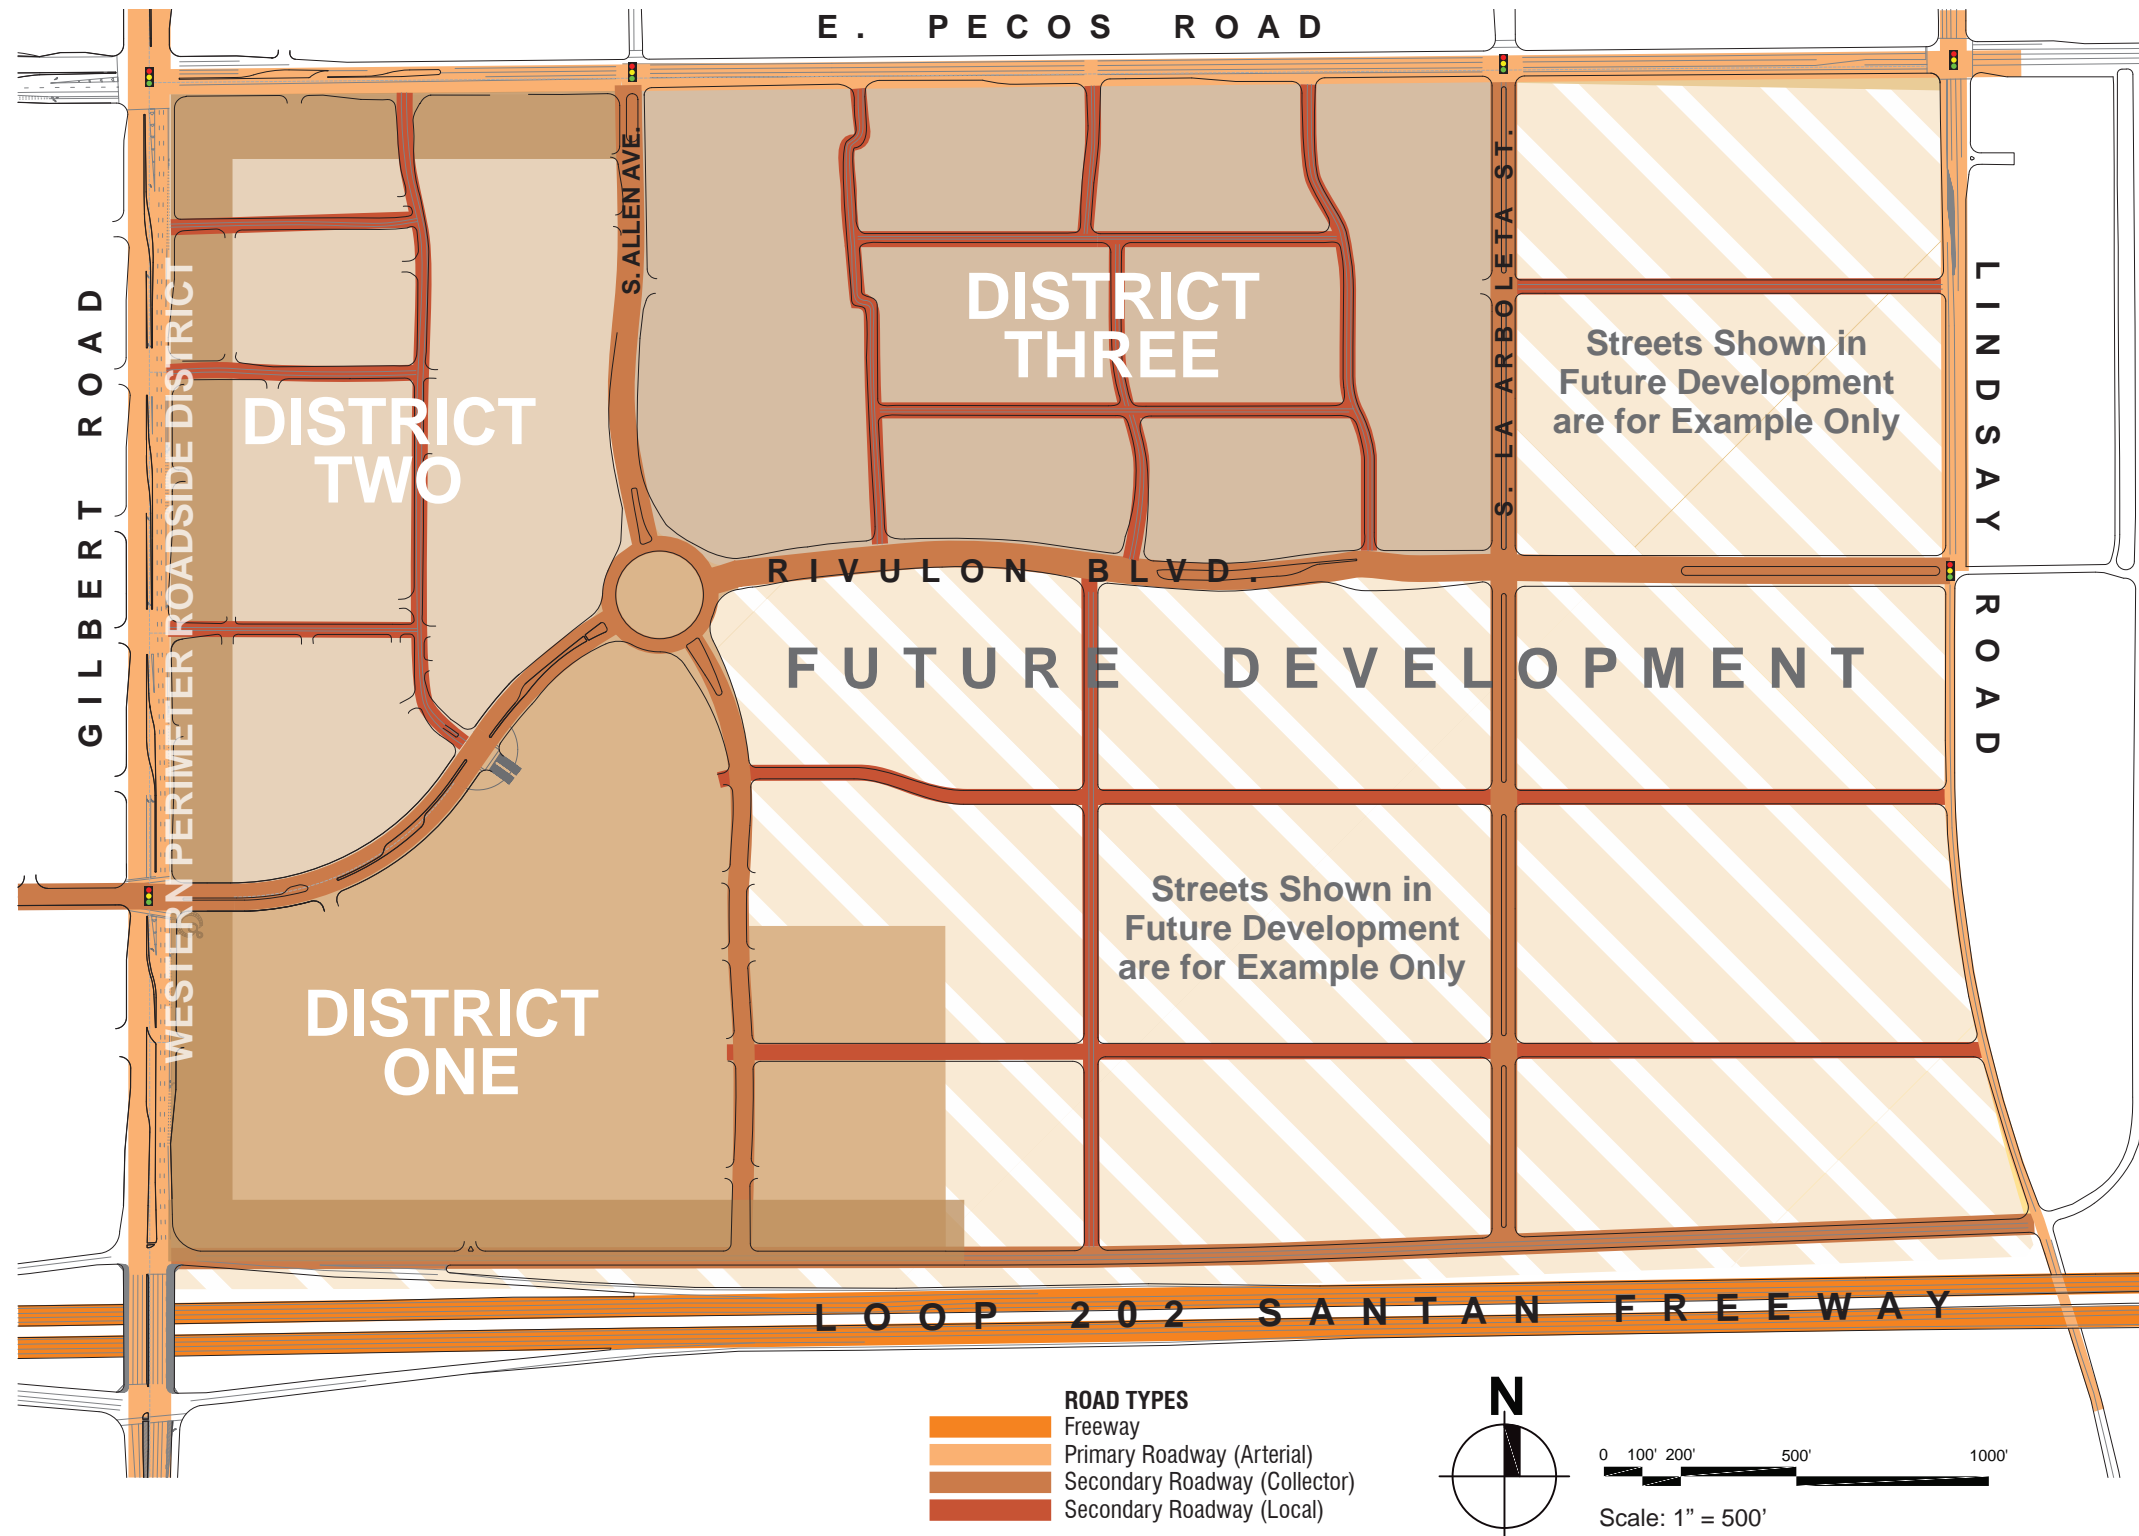 E. PECOS ROAD
GILBERT ROAD
WESTERN PERIMETER ROADSIDE DISTRICT
S. ALLEN AVE.
S. LA ARBOLETA ST.
LINDSAY ROAD
DISTRICT
TWO
DISTRICT
THREE
Streets Shown in
Future Development
are for Example Only
RIVULON BLVD.
FUTURE DEVELOPMENT
Streets Shown in
Future Development
are for Example Only
DISTRICT
ONE
LOOP 202 SANTAN FREEWAY
ROAD TYPES
Freeway
Primary Roadway (Arterial)
Secondary Roadway (Collector)
Secondary Roadway (Local)
N
0 100' 200' 500' 1000'
Scale: 1” = 500’